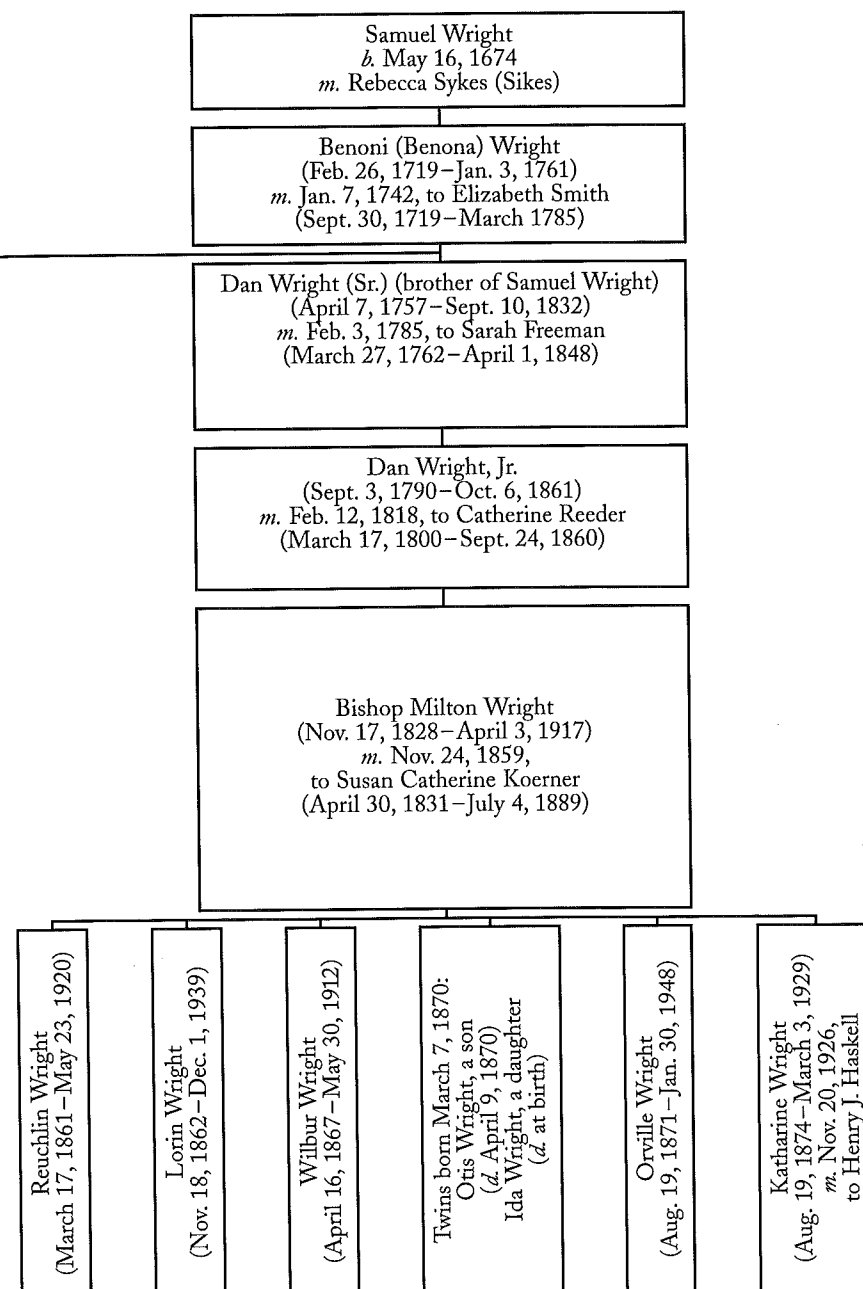 Samuel Wright
b. May 16, 1674
m. Rebecca Sykes (Sikes)
Benoni (Benona) Wright
(Feb. 26, 1719–Jan. 3, 1761)
m. Jan. 7, 1742, to Elizabeth Smith
(Sept. 30, 1719–March 1785)
Dan Wright (Sr.) (brother of Samuel Wright)
(April 7, 1757–Sept. 10, 1832)
m. Feb. 3, 1785, to Sarah Freeman
(March 27, 1762–April 1, 1848)
Dan Wright, Jr.
(Sept. 3, 1790–Oct. 6, 1861)
m. Feb. 12, 1818, to Catherine Reeder
(March 17, 1800–Sept. 24, 1860)
Bishop Milton Wright
(Nov. 17, 1828–April 3, 1917)
m. Nov. 24, 1859,
to Susan Catherine Koerner
(April 30, 1831–July 4, 1889)
Reuchlin Wright
(March 17, 1861–May 23, 1920)
Lorin Wright
(Nov. 18, 1862–Dec. 1, 1939)
Wilbur Wright
(April 16, 1867–May 30, 1912)
Twins born March 7, 1870:
Otis Wright, a son
(d. April 9, 1870)
Ida Wright, a daughter
(d. at birth)
Orville Wright
(Aug. 19, 1871–Jan. 30, 1948)
Katharine Wright
(Aug. 19, 1874–March 3, 1929)
m. Nov. 20, 1926,
to Henry J. Haskell